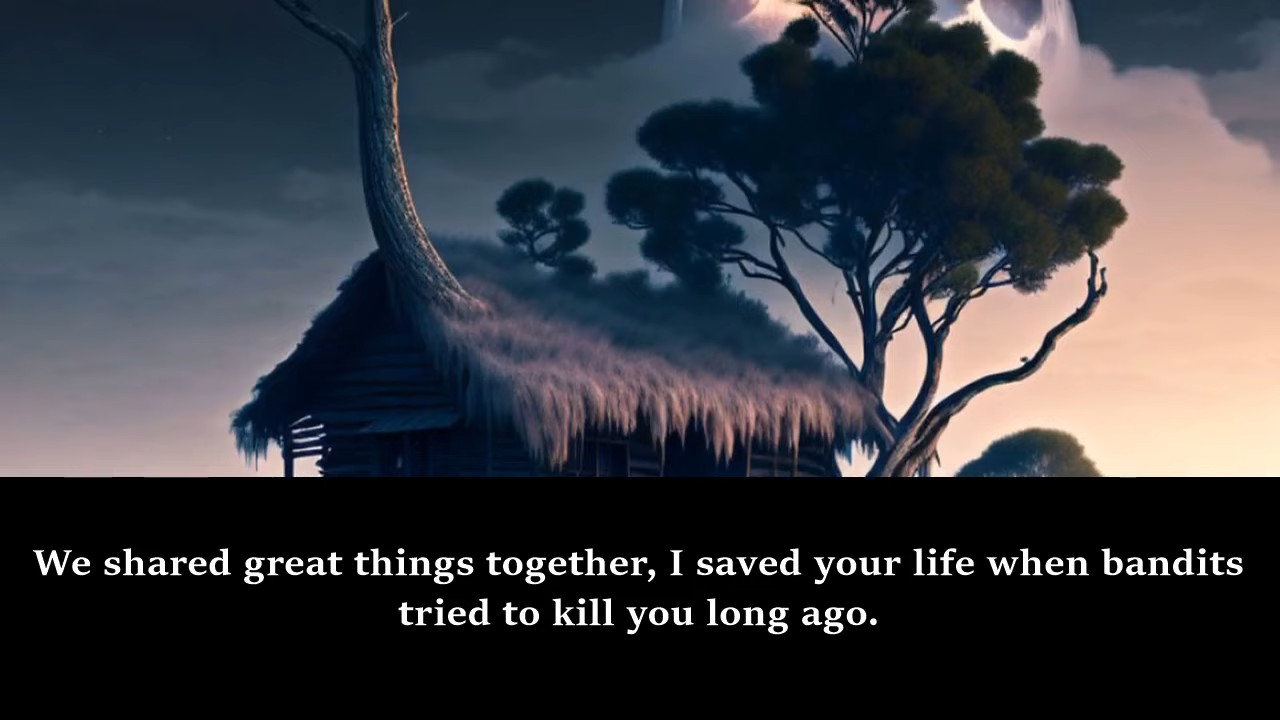 We shared great things together, I saved your life when bandits
tried to kill you long ago.